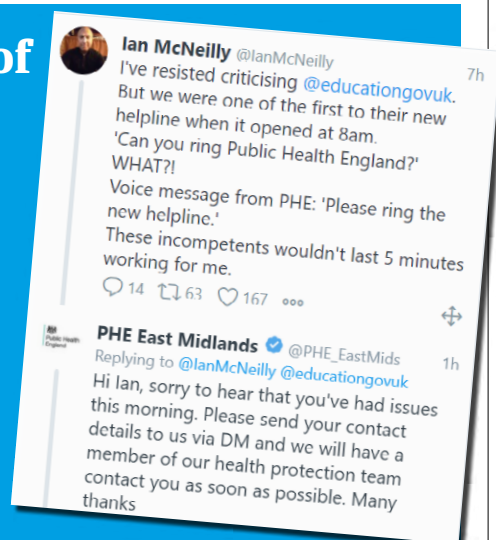 of
Ian McNeilly @IanMcNeilly 7h
I've resisted criticising @educationgovuk.
But we were one of the first to their new
helpline when it opened at 8am.
'Can you ring Public Health England?'
WHAT?!
Voice message from PHE: 'Please ring the
new helpline.'
These incompetents wouldn't last 5 minutes
working for me.
14 63 167
Public Health
England
PHE East Midlands @PHE_EastMids 1h
Replying to @IanMcNeilly @educationgovuk
Hi Ian, sorry to hear that you've had issues
this morning. Please send your contact
details to us via DM and we will have a
member of our health protection team
contact you as soon as possible. Many
thanks